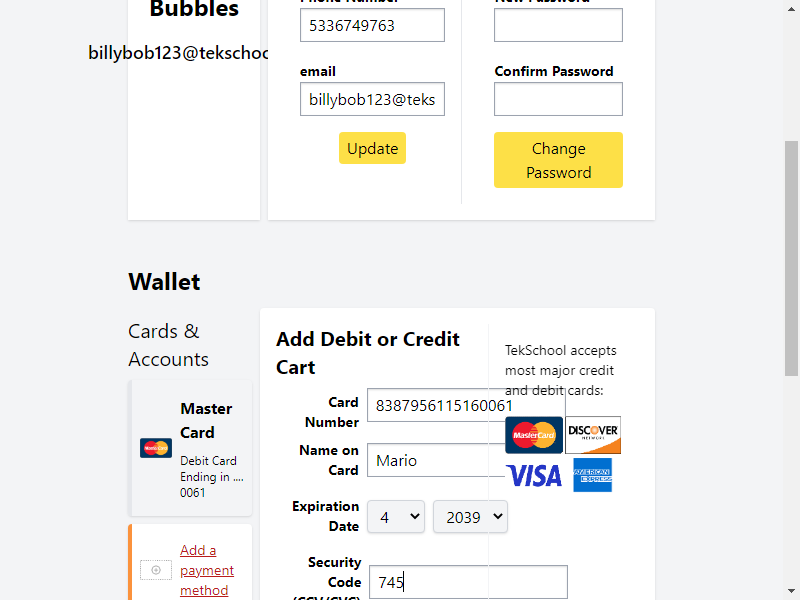 Bubbles
billybob123@tekschoo
Phone Number
5336749763
email
billybob123@teks
Update
New Password
Confirm Password
Change
Password
Wallet
Cards &
Accounts
Master
Card
MasterCard
Debit Card
Ending in ....
0061
Add a
payment
method
Add Debit or Credit
Cart
Card
Number
8387956115160061
Name on
Card
Mario
Expiration
Date
4
2039
Security
Code
(CCV/CVC)
745
TekSchool accepts
most major credit
and debit cards:
MasterCard
DISCOVER
NETWORK
VISA
AMERICAN
EXPRESS